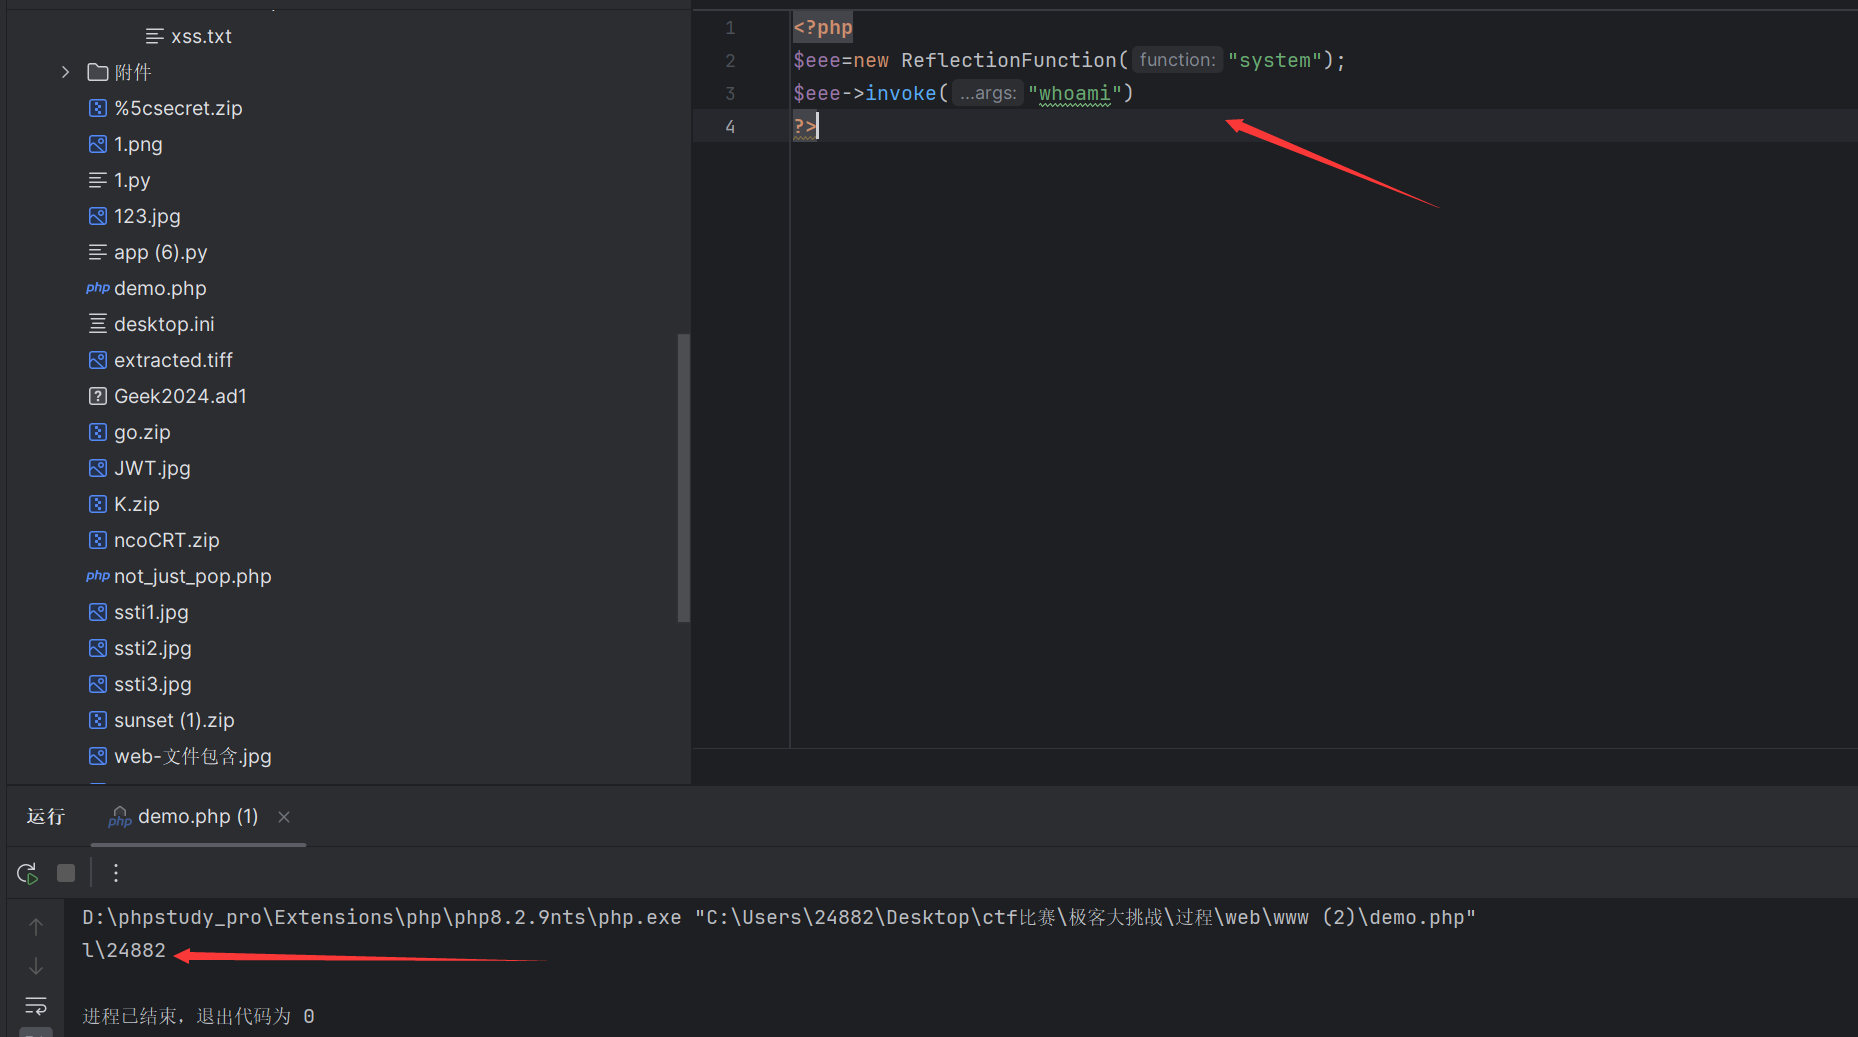 xss.txt
附件
%5csecret.zip
1.png
1.py
123.jpg
app (6).py
php demo.php
desktop.ini
extracted.tiff
Geek2024.ad1
go.zip
JWT.jpg
K.zip
ncoCRT.zip
php not_just_pop.php
ssti1.jpg
ssti2.jpg
ssti3.jpg
sunset (1).zip
web-文件包含.jpg
1 <?php
2 $eee=new ReflectionFunction( function: "system");
3 $eee->invoke( ...args: "whoami")
4 ?>
运行 php demo.php (1)
D:\phpstudy_pro\Extensions\php\php8.2.9nts\php.exe "C:\Users\24882\Desktop\ctf比赛\极客大挑战\过程\web\www (2)\demo.php"
l\24882
进程已结束，退出代码为 0